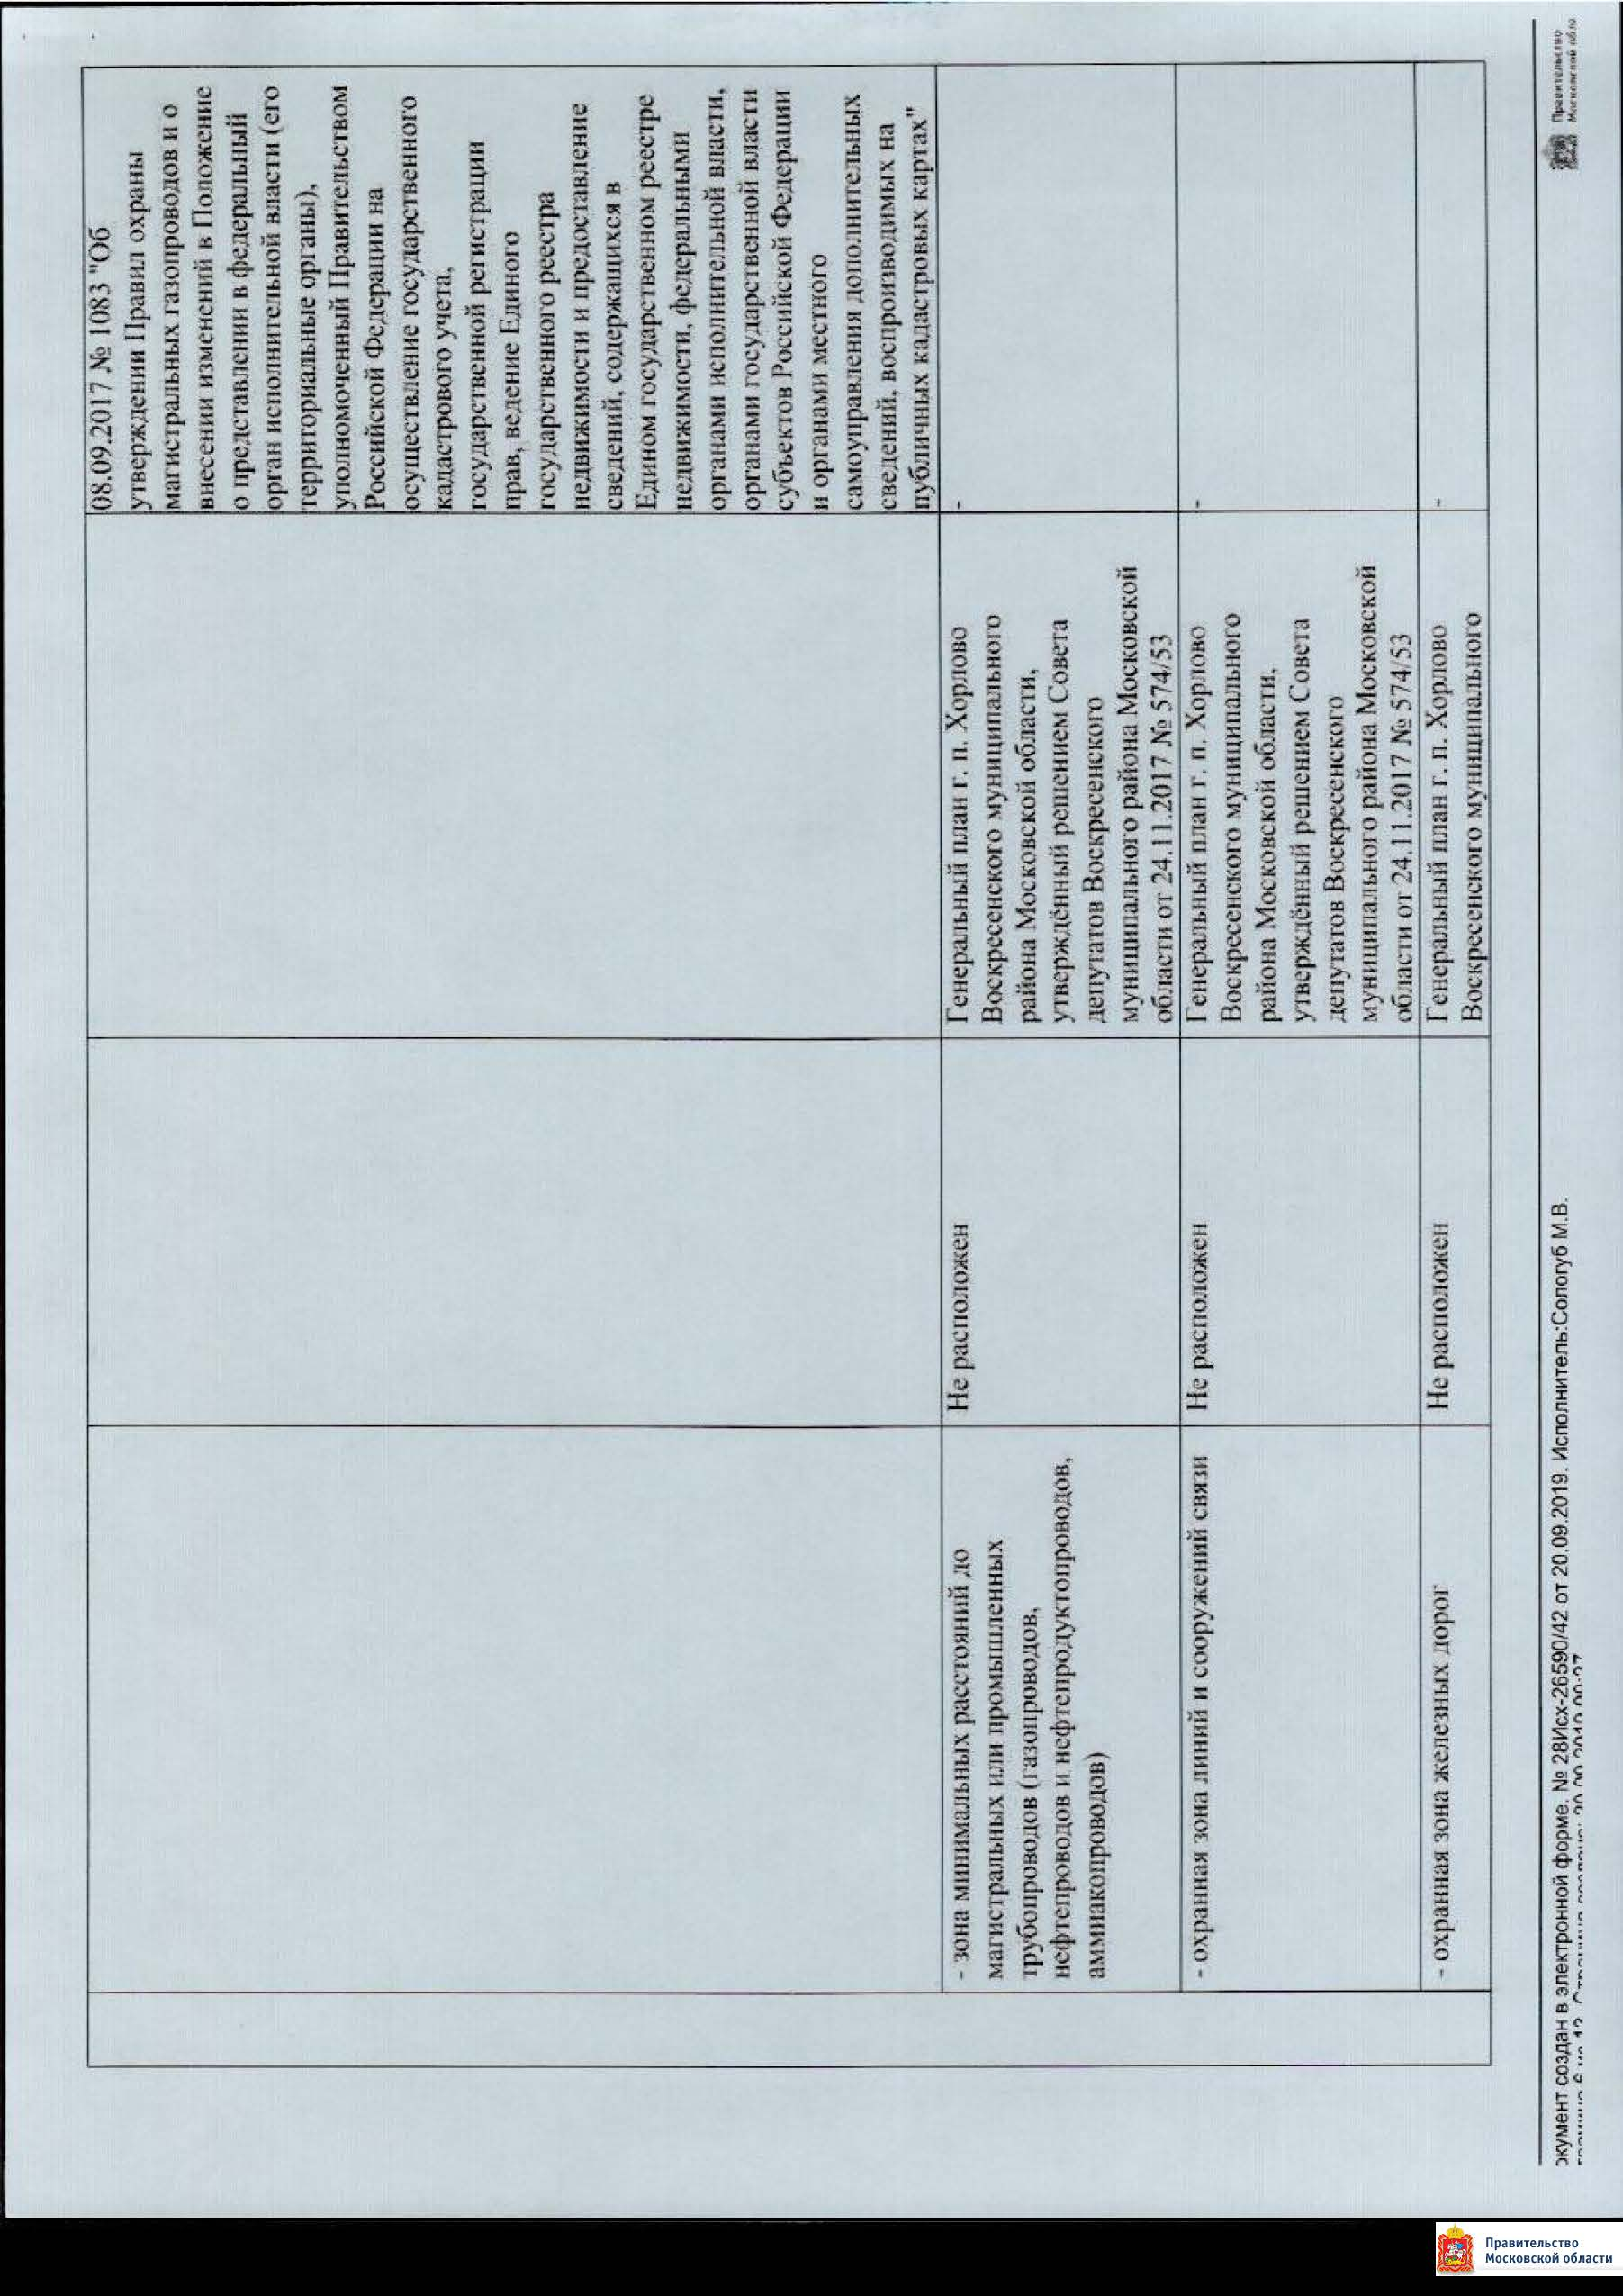 08.09.2017 № 1083 "Об
утверждении Правил охраны
магистральных газопроводов и о
внесении изменений в Положение
о представлении в федеральный
орган исполнительной власти (его
территориальные органы),
уполномоченный Правительством
Российской Федерации на
осуществление государственного
кадастрового учета,
государственной регистрации
прав, ведение Единого
государственного реестра
недвижимости и предоставление
сведений, содержащихся в
Едином государственном реестре
недвижимости, федеральными
органами исполнительной власти,
органами государственной власти
субъектов Российской Федерации
и органами местного
самоуправления дополнительных
сведений, воспроизводимых на
публичных кадастровых картах"
- зона минимальных расстояний до
магистральных или промышленных
трубопроводов (газопроводов,
нефтепроводов и нефтепродуктопроводов,
аммиакопроводов)
Не расположен
Генеральный план г. п. Хорлово
Воскресенского муниципального
района Московской области,
утверждённый решением Совета
депутатов Воскресенского
муниципального района Московской
области от 24.11.2017 № 574/53
-
- охранная зона линий и сооружений связи
Не расположен
Генеральный план г. п. Хорлово
Воскресенского муниципального
района Московской области,
утверждённый решением Совета
депутатов Воскресенского
муниципального района Московской
области от 24.11.2017 № 574/53
-
- охранная зона железных дорог
Не расположен
Генеральный план г. п. Хорлово
Воскресенского муниципального
-
окумент создан в электронной форме. № 28Исх-26590/42 от 20.09.2019. Исполнитель:Сологуб М.В.
Правительство
Московской обла
Правительство
Московской области